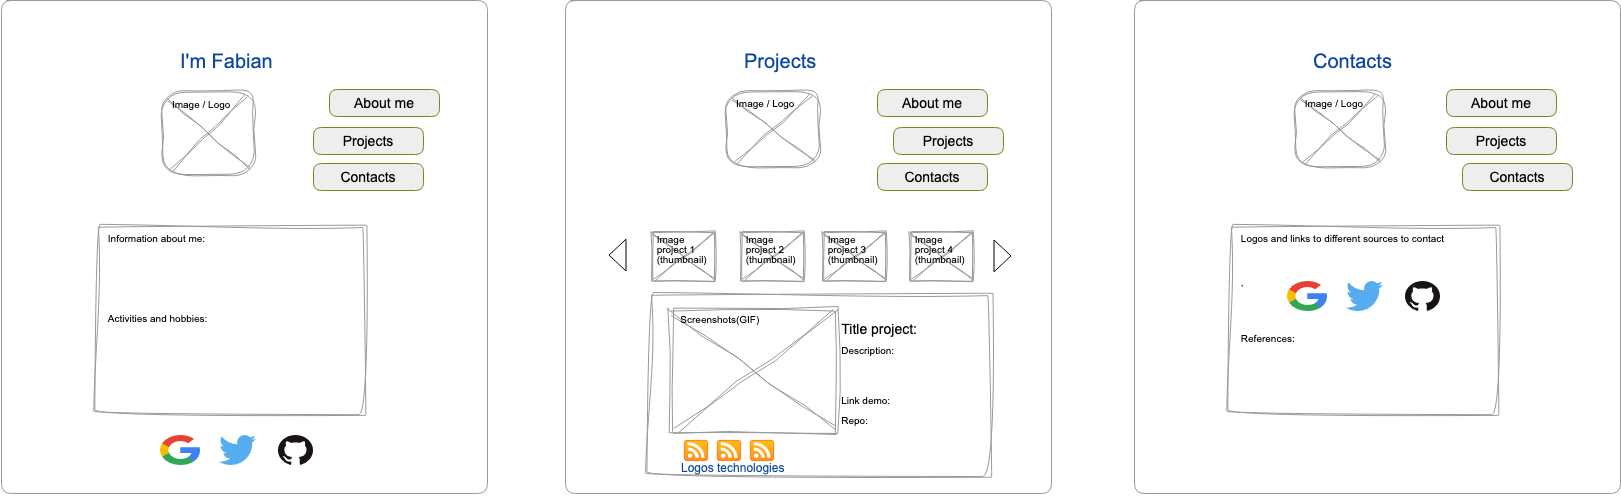 I'm Fabian
Image / Logo
About me
Projects
Contacts
Information about me:
Activities and hobbies:
Projects
Image / Logo
About me
Projects
Contacts
Image
project 1
(thumbnail)
Image
project 2
(thumbnail)
Image
project 3
(thumbnail)
Image
project 4
(thumbnail)
Screenshots(GIF)
Title project:
Description:
Link demo:
Repo:
Logos technologies
Contacts
Image / Logo
About me
Projects
Contacts
Logos and links to different sources to contact
`
References: